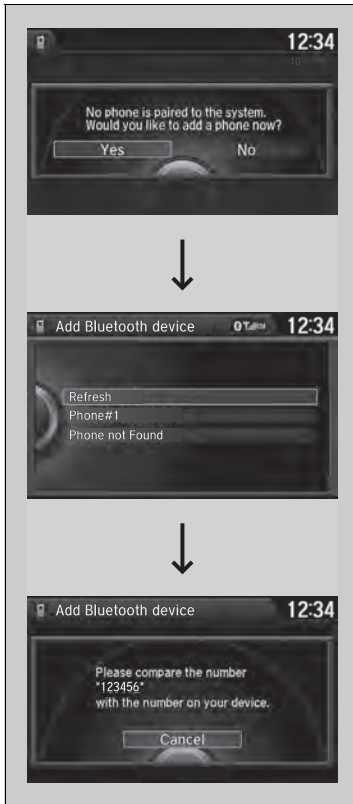 12:34
No phone is paired to the system.
Would you like to add a phone now?
Yes No
Add Bluetooth device 12:34
Refresh
Phone#1
Phone not Found
Add Bluetooth device 12:34
Please compare the number
"123456"
with the number on your device.
Cancel